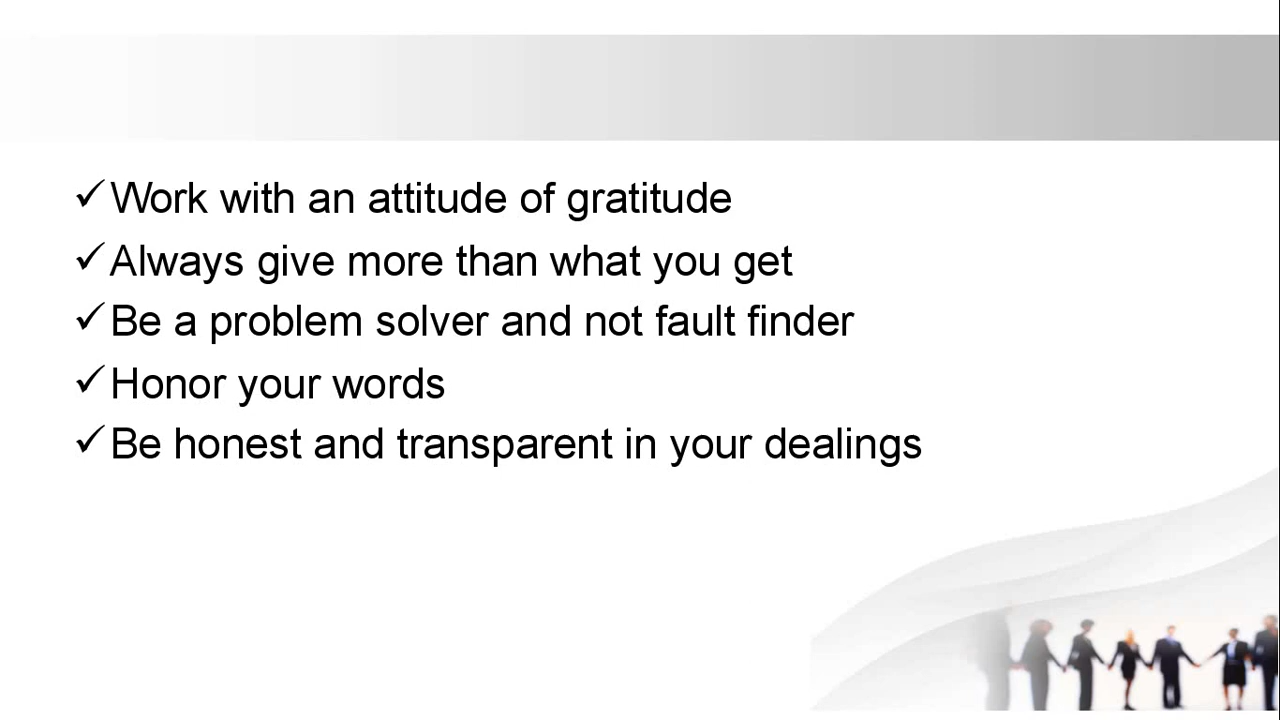 ✓Work with an attitude of gratitude
✓Always give more than what you get
✓Be a problem solver and not fault finder
✓Honor your words
✓Be honest and transparent in your dealings